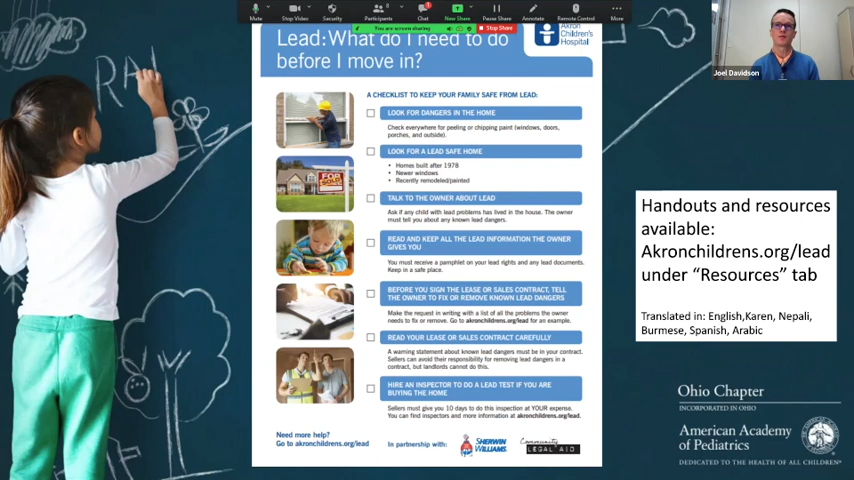 Mute
Stop Video
Security
Participants
8
Chat
New Share
Pause Share
Annotate
Remote Control
More
You are screen sharing
Stop Share
Joel Davidson
RA
Lead:What do I need to do
before I move in?
Akron
Children's
Hospital
A CHECKLIST TO KEEP YOUR FAMILY SAFE FROM LEAD:
LOOK FOR DANGERS IN THE HOME
Check everywhere for peeling or chipping paint (windows, doors,
porches, and outside).
LOOK FOR A LEAD SAFE HOME
• Homes built after 1978
• Newer windows
• Recently remodeled/painted
FOR
SOLD
TALK TO THE OWNER ABOUT LEAD
Ask if any child with lead problems has lived in the house. The owner
must tell you about any known lead dangers.
READ AND KEEP ALL THE LEAD INFORMATION THE OWNER
GIVES YOU
You must receive a pamphlet on your lead rights and any lead documents.
Keep in a safe place.
BEFORE YOU SIGN THE LEASE OR SALES CONTRACT, TELL
THE OWNER TO FIX OR REMOVE KNOWN LEAD DANGERS
Make the request in writing with a list of all the problems the owner
needs to fix or remove. Go to akronchildrens.org/lead for an example.
READ YOUR LEASE OR SALES CONTRACT CAREFULLY
A warning statement about known lead dangers must be in your contract.
Sellers can avoid their responsibility for removing lead dangers in a
contract, but landlords cannot do this.
HIRE AN INSPECTOR TO DO A LEAD TEST IF YOU ARE
BUYING THE HOME
Sellers must give you 10 days to do this inspection at YOUR expense.
You can find inspectors and more information at akronchildrens.org/lead.
Need more help?
Go to akronchildrens.org/lead
In partnership with:
SHERWIN
WILLIAMS.
Community
LEGAL AID
Handouts and resources
available:
Akronchildrens.org/lead
under “Resources” tab
Translated in: English,Karen, Nepali,
Burmese, Spanish, Arabic
Ohio Chapter
INCORPORATED IN OHIO
American Academy
of Pediatrics
DEDICATED TO THE HEALTH OF ALL CHILDREN®